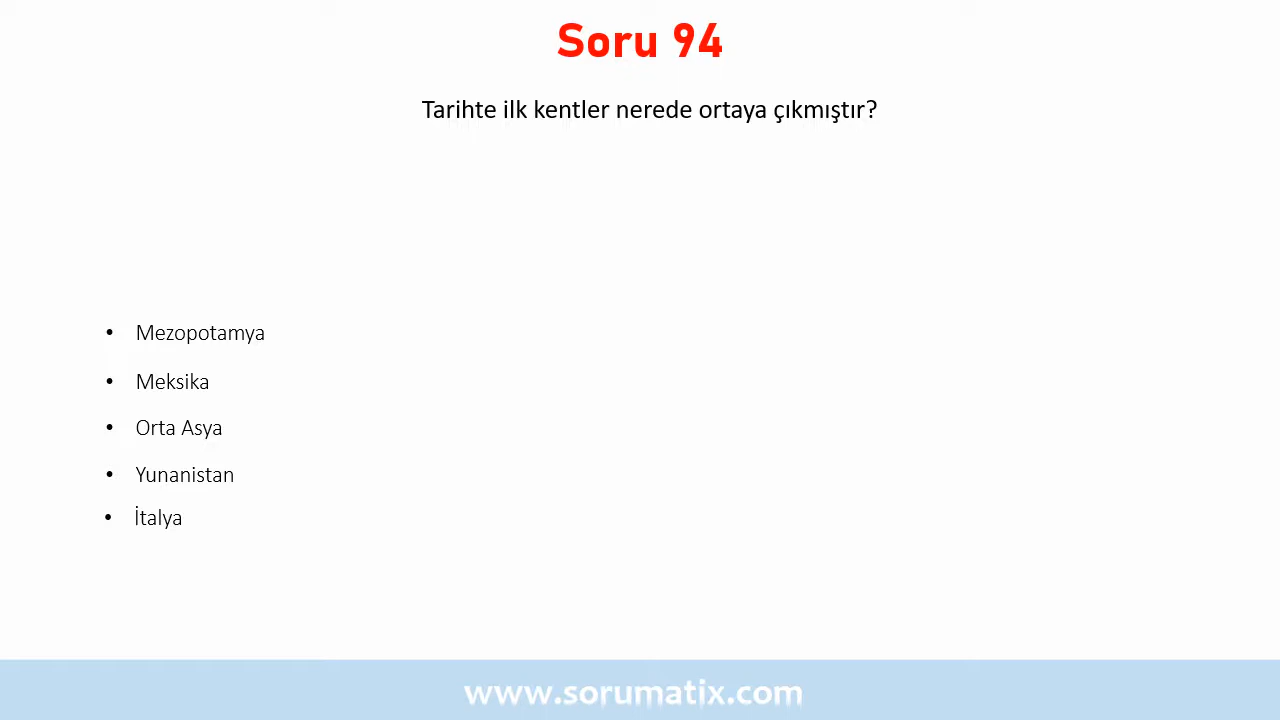 Soru 94
Tarihte ilk kentler nerede ortaya çıkmıştır?
• Mezopotamya
• Meksika
• Orta Asya
• Yunanistan
• İtalya
www.sorumatix.com